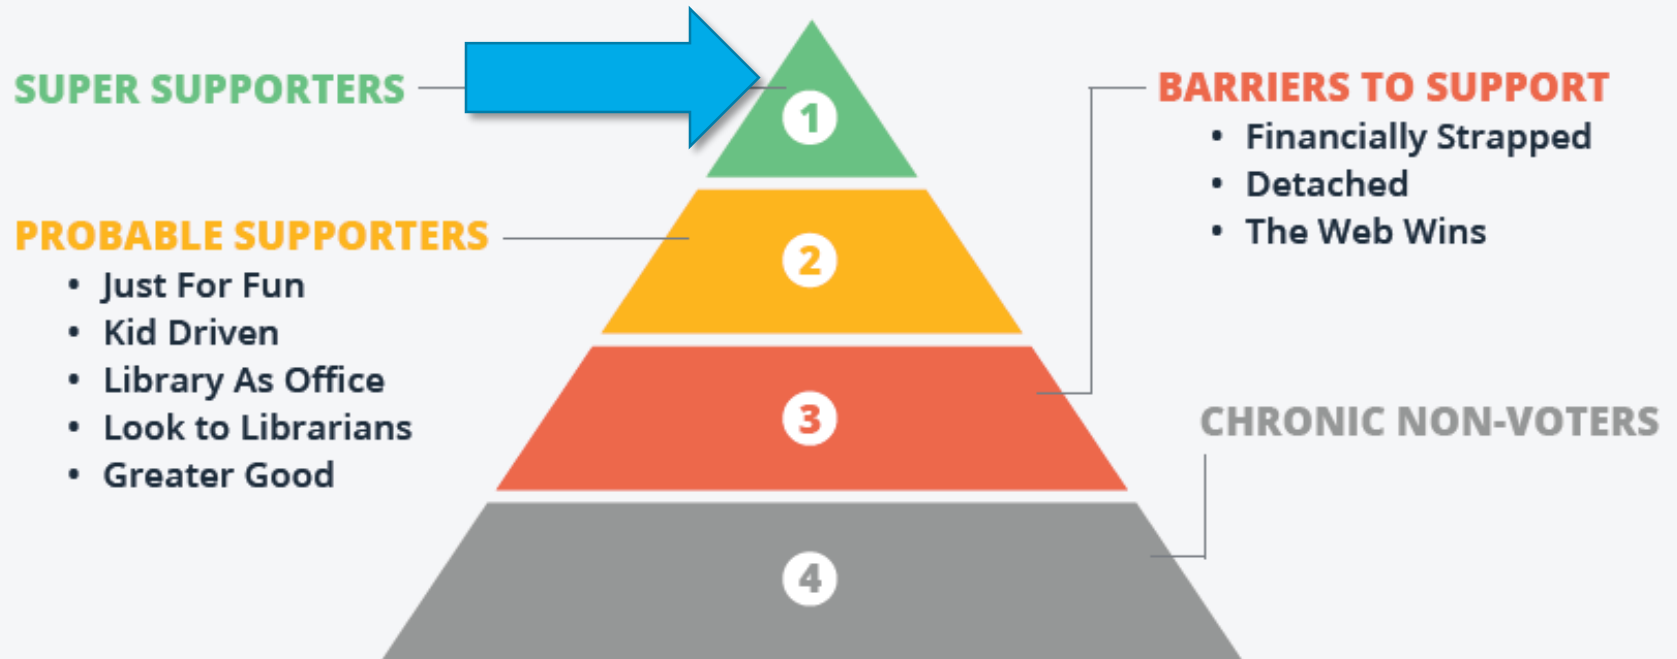 SUPER SUPPORTERS
1
BARRIERS TO SUPPORT
• Financially Strapped
• Detached
• The Web Wins
PROBABLE SUPPORTERS
• Just For Fun
• Kid Driven
• Library As Office
• Look to Librarians
• Greater Good
2
3
CHRONIC NON-VOTERS
4